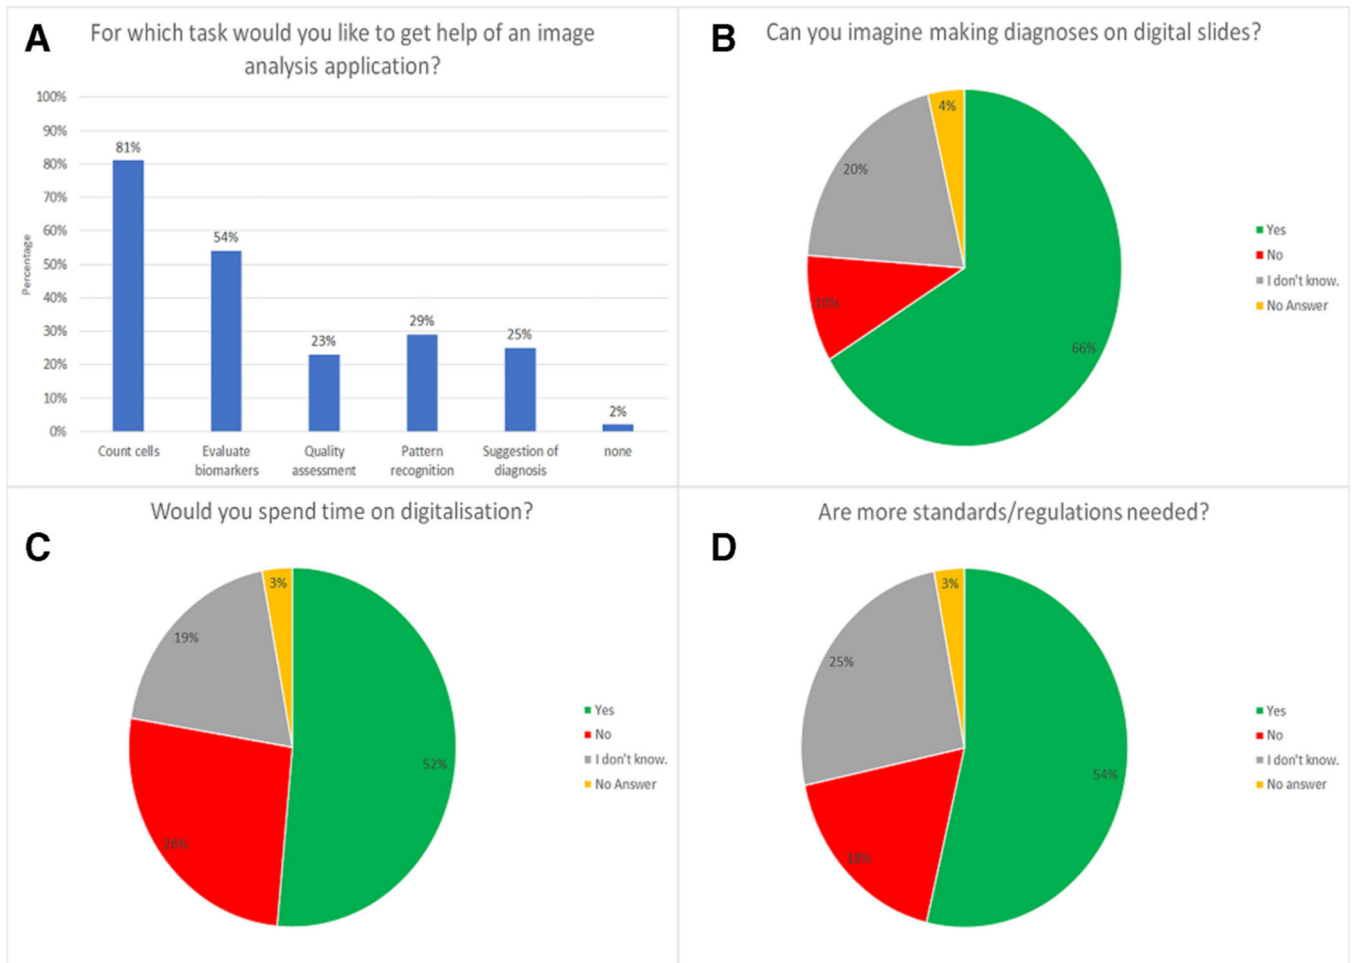 A
For which task would you like to get help of an image
analysis application?
100%
90%
80%
70%
60%
50%
40%
30%
20%
10%
0%
Percentage
81%
54%
23%
29%
25%
2%
Count cells
Evaluate
biomarkers
Quality
assessment
Pattern
recognition
Suggestion of
diagnosis
none
B
Can you imagine making diagnoses on digital slides?
4%
20%
10%
66%
Yes
No
I don't know.
No Answer
C
Would you spend time on digitalisation?
3%
19%
52%
26%
Yes
No
I don't know.
No Answer
D
Are more standards/regulations needed?
3%
25%
54%
18%
Yes
No
I don't know.
No answer